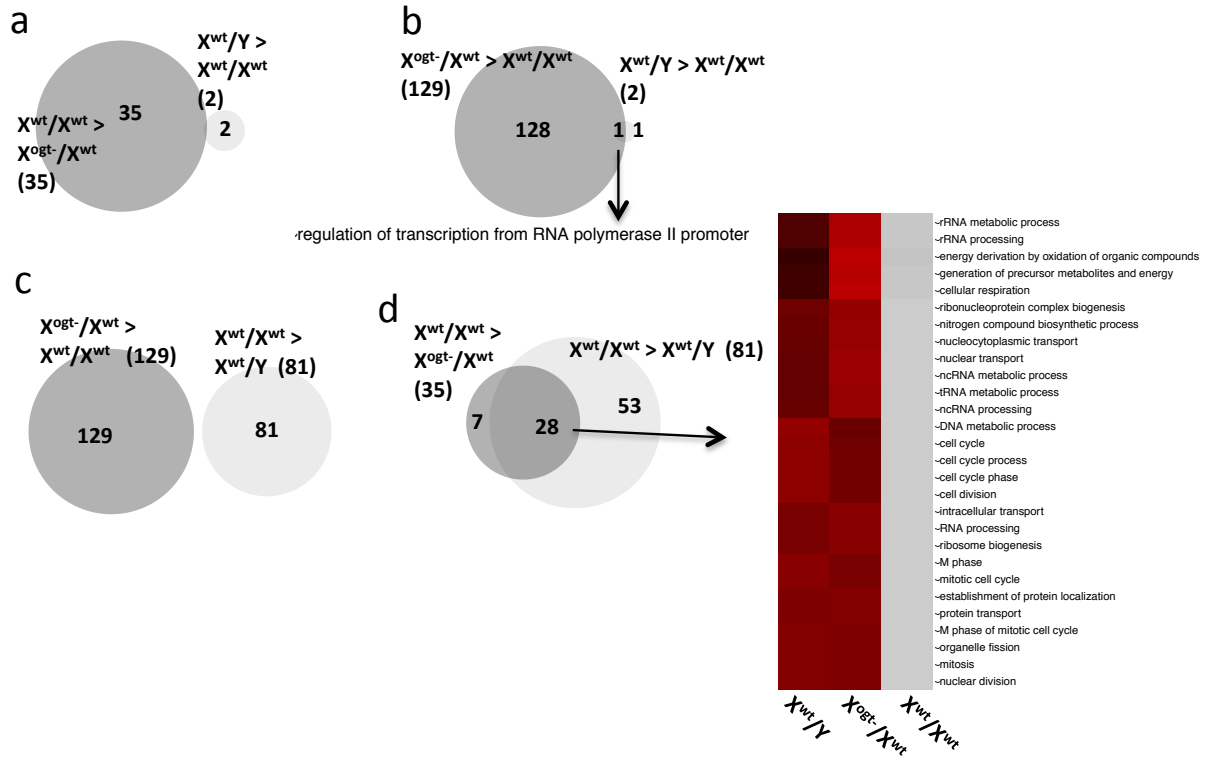 a
Xwt/Y >
Xwt/Xwt
(2)
35
2
Xwt/Xwt >
Xogt-/Xwt
(35)
b
Xogt-/Xwt > Xwt/Xwt
(129)
Xwt/Y > Xwt/Xwt
(2)
128
1 1
~regulation of transcription from RNA polymerase II promoter
c
Xogt-/Xwt >
Xwt/Xwt (129)
Xwt/Xwt >
Xwt/Y (81)
129
81
d
Xwt/Xwt >
Xogt-/Xwt
(35)
Xwt/Xwt > Xwt/Y (81)
7
28
53
~rRNA metabolic process
~rRNA processing
~energy derivation by oxidation of organic compounds
~generation of precursor metabolites and energy
~cellular respiration
~ribonucleoprotein complex biogenesis
~nitrogen compound biosynthetic process
~nucleocytoplasmic transport
~nuclear transport
~ncRNA metabolic process
~tRNA metabolic process
~ncRNA processing
~DNA metabolic process
~cell cycle
~cell cycle process
~cell cycle phase
~cell division
~intracellular transport
~RNA processing
~ribosome biogenesis
~M phase
~mitotic cell cycle
~establishment of protein localization
~protein transport
~M phase of mitotic cell cycle
~organelle fission
~mitosis
~nuclear division
Xwt/Y
Xogt-/Xwt
Xwt/Xwt